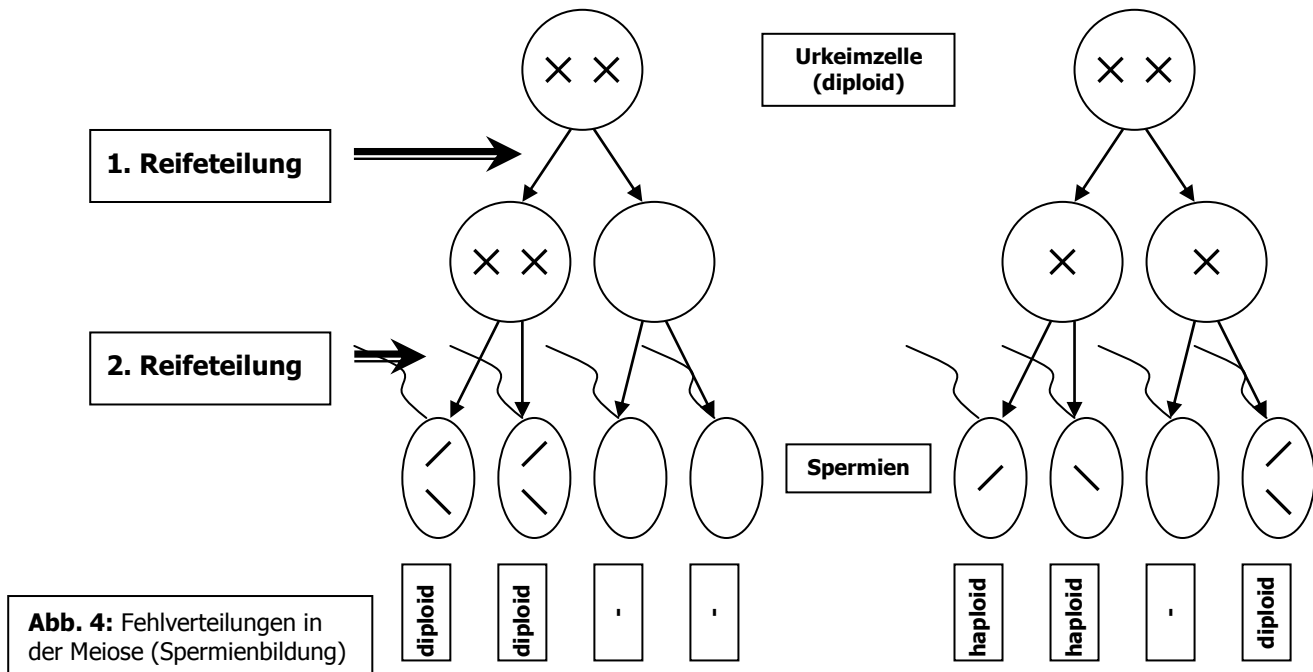 Urkeimzelle
(diploid)
1. Reifeteilung
2. Reifeteilung
Spermien
diploid
diploid
-
-
haploid
haploid
-
diploid
Abb. 4: Fehlverteilungen in
der Meiose (Spermienbildung)